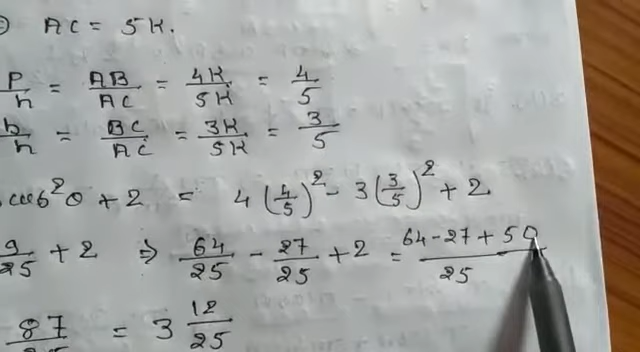 ⇒ AC = 5K.
P/h = AB/AC = 4K/5K = 4/5
b/h = BC/AC = 3K/5K = 3/5
cos²θ + 2 = 4(4/5)² - 3(3/5)² + 2
9/25 + 2 ⇒ 64/25 - 27/25 + 2 = 64-27+50/25
87/25 = 3 12/25